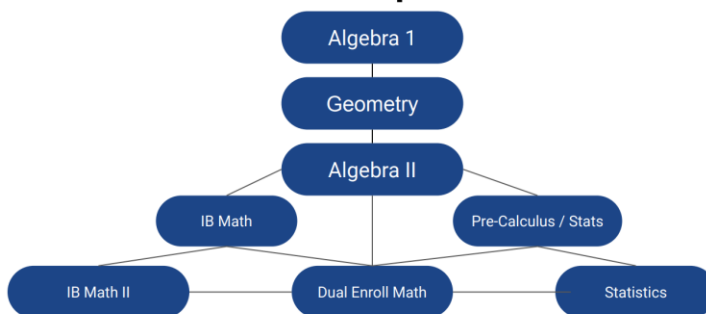 Algebra 1
Geometry
Algebra II
IB Math
Pre-Calculus / Stats
IB Math II
Dual Enroll Math
Statistics